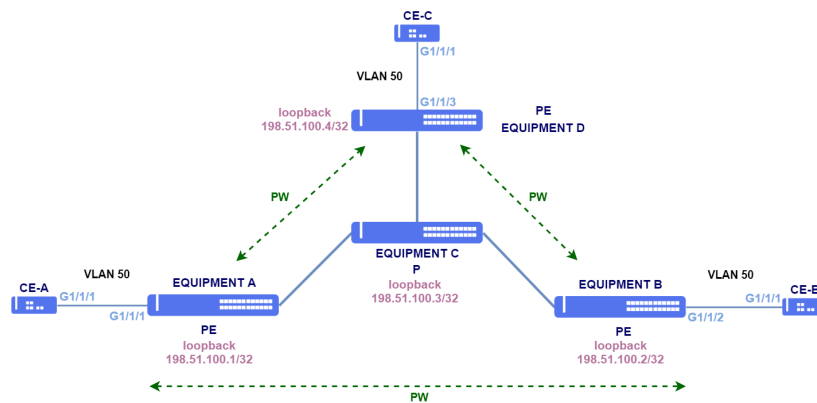 CE-C
G1/1/1
VLAN 50
G1/1/3
loopback
198.51.100.4/32
PE
EQUIPMENT D
PW
PW
EQUIPMENT C
P
loopback
198.51.100.3/32
VLAN 50
EQUIPMENT A
CE-A
G1/1/1
G1/1/1
PE
loopback
198.51.100.1/32
EQUIPMENT B
VLAN 50
CE-B
G1/1/1
G1/1/2
PE
loopback
198.51.100.2/32
PW